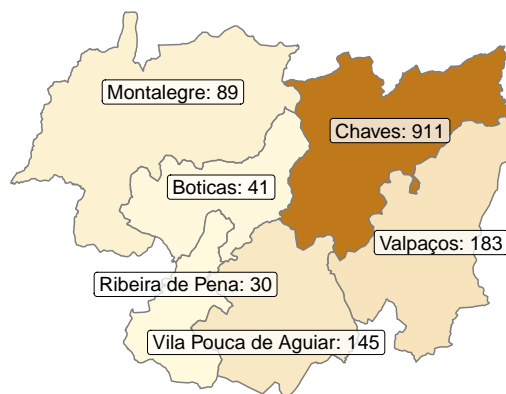 Montalegre: 89
Chaves: 911
Boticas: 41
Valpaços: 183
Ribeira de Pena: 30
Vila Pouca de Aguiar: 145